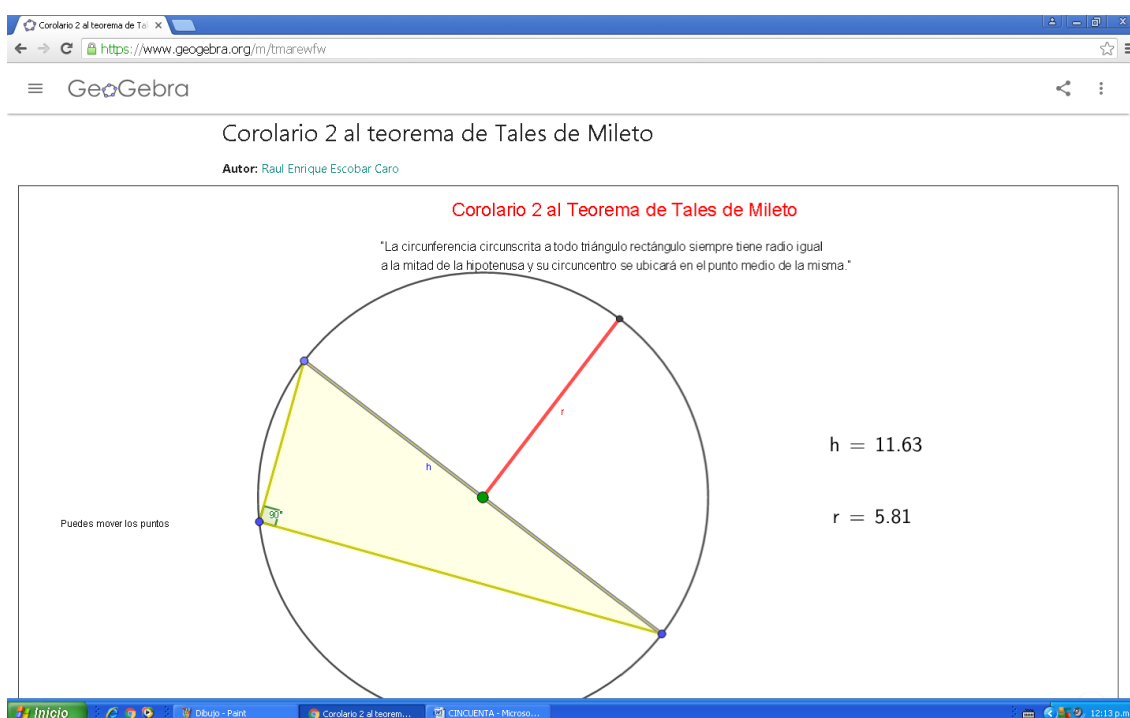 Corolario 2 al teorema de Ta
https://www.geogebra.org/m/tmarewfw
GeoGebra
Corolario 2 al teorema de Tales de Mileto
Autor: Raul Enrique Escobar Caro
Corolario 2 al Teorema de Tales de Mileto
"La circunferencia circunscrita a todo triángulo rectángulo siempre tiene radio igual
a la mitad de la hipotenusa y su circuncentro se ubicará en el punto medio de la misma."
r
h
h = 11.63
90°
r = 5.81
Puedes mover los puntos
Inicio
Dibujo - Paint
Corolario 2 al teorem...
CINCUENTA - Microso...
12:13 p.m.